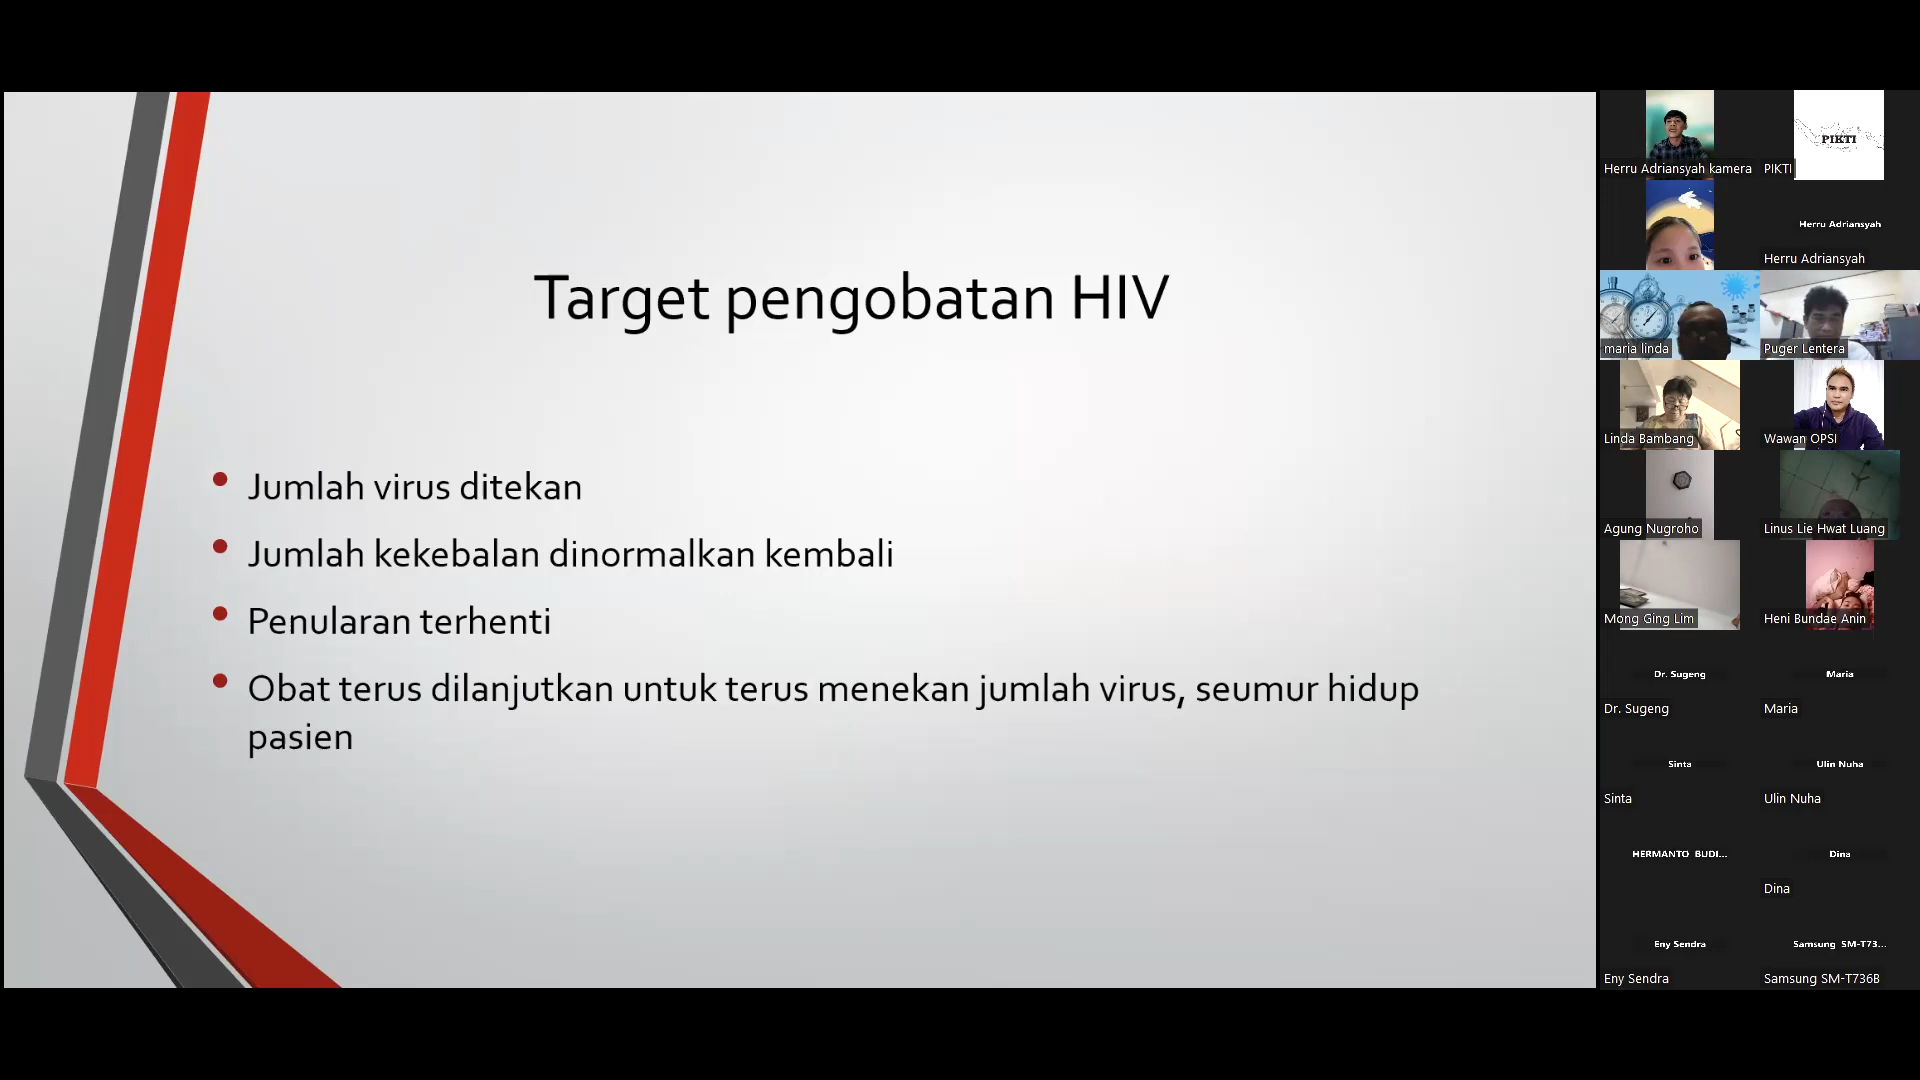 Target pengobatan HIV
Jumlah virus ditekan
Jumlah kekebalan dinormalkan kembali
Penularan terhenti
Obat terus dilanjutkan untuk terus menekan jumlah virus, seumur hidup
pasien
Herru Adriansyah kamera
PIKTI
PIKTI
Herru Adriansyah
Herru Adriansyah
maria linda
Puger Lentera
Linda Bambang
Wawan OPSI
Agung Nugroho
Linus Lie Hwat Luang
Mong Ging Lim
Heni Bundae Anin
Dr. Sugeng
Dr. Sugeng
Maria
Maria
Sinta
Sinta
Ulin Nuha
Ulin Nuha
HERMANTO BUDI...
Dina
Dina
Eny Sendra
Eny Sendra
Samsung SM-T73...
Samsung SM-T736B